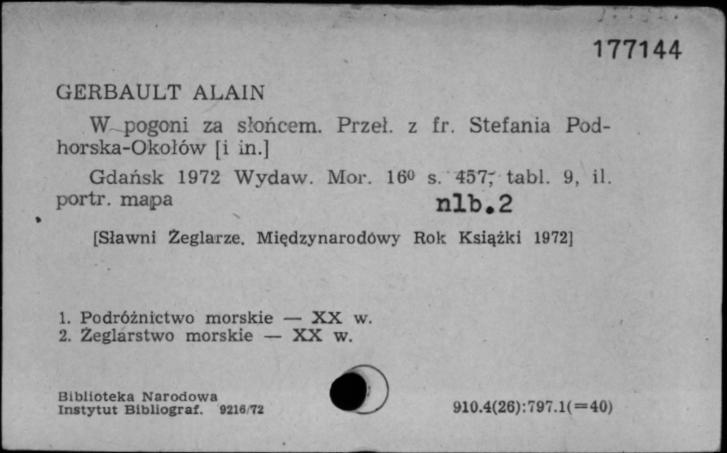 177144
GERBAULT ALAIN
W pogoni za słońcem. Przeł. z fr. Stefania Pod-
horska-Okołów [i in.]
Gdańsk 1972 Wydaw. Mor. 16⁰ s. 457, tabl. 9, il.
portr. mapa nlb.2
[Sławni Żeglarze. Międzynarodówy Rok Książki 1972]
1. Podróżnictwo morskie — XX w.
2. Żeglarstwo morskie — XX w.
Biblioteka Narodowa
Instytut Bibliograf. 9216/72
910.4(26):797.1(=40)